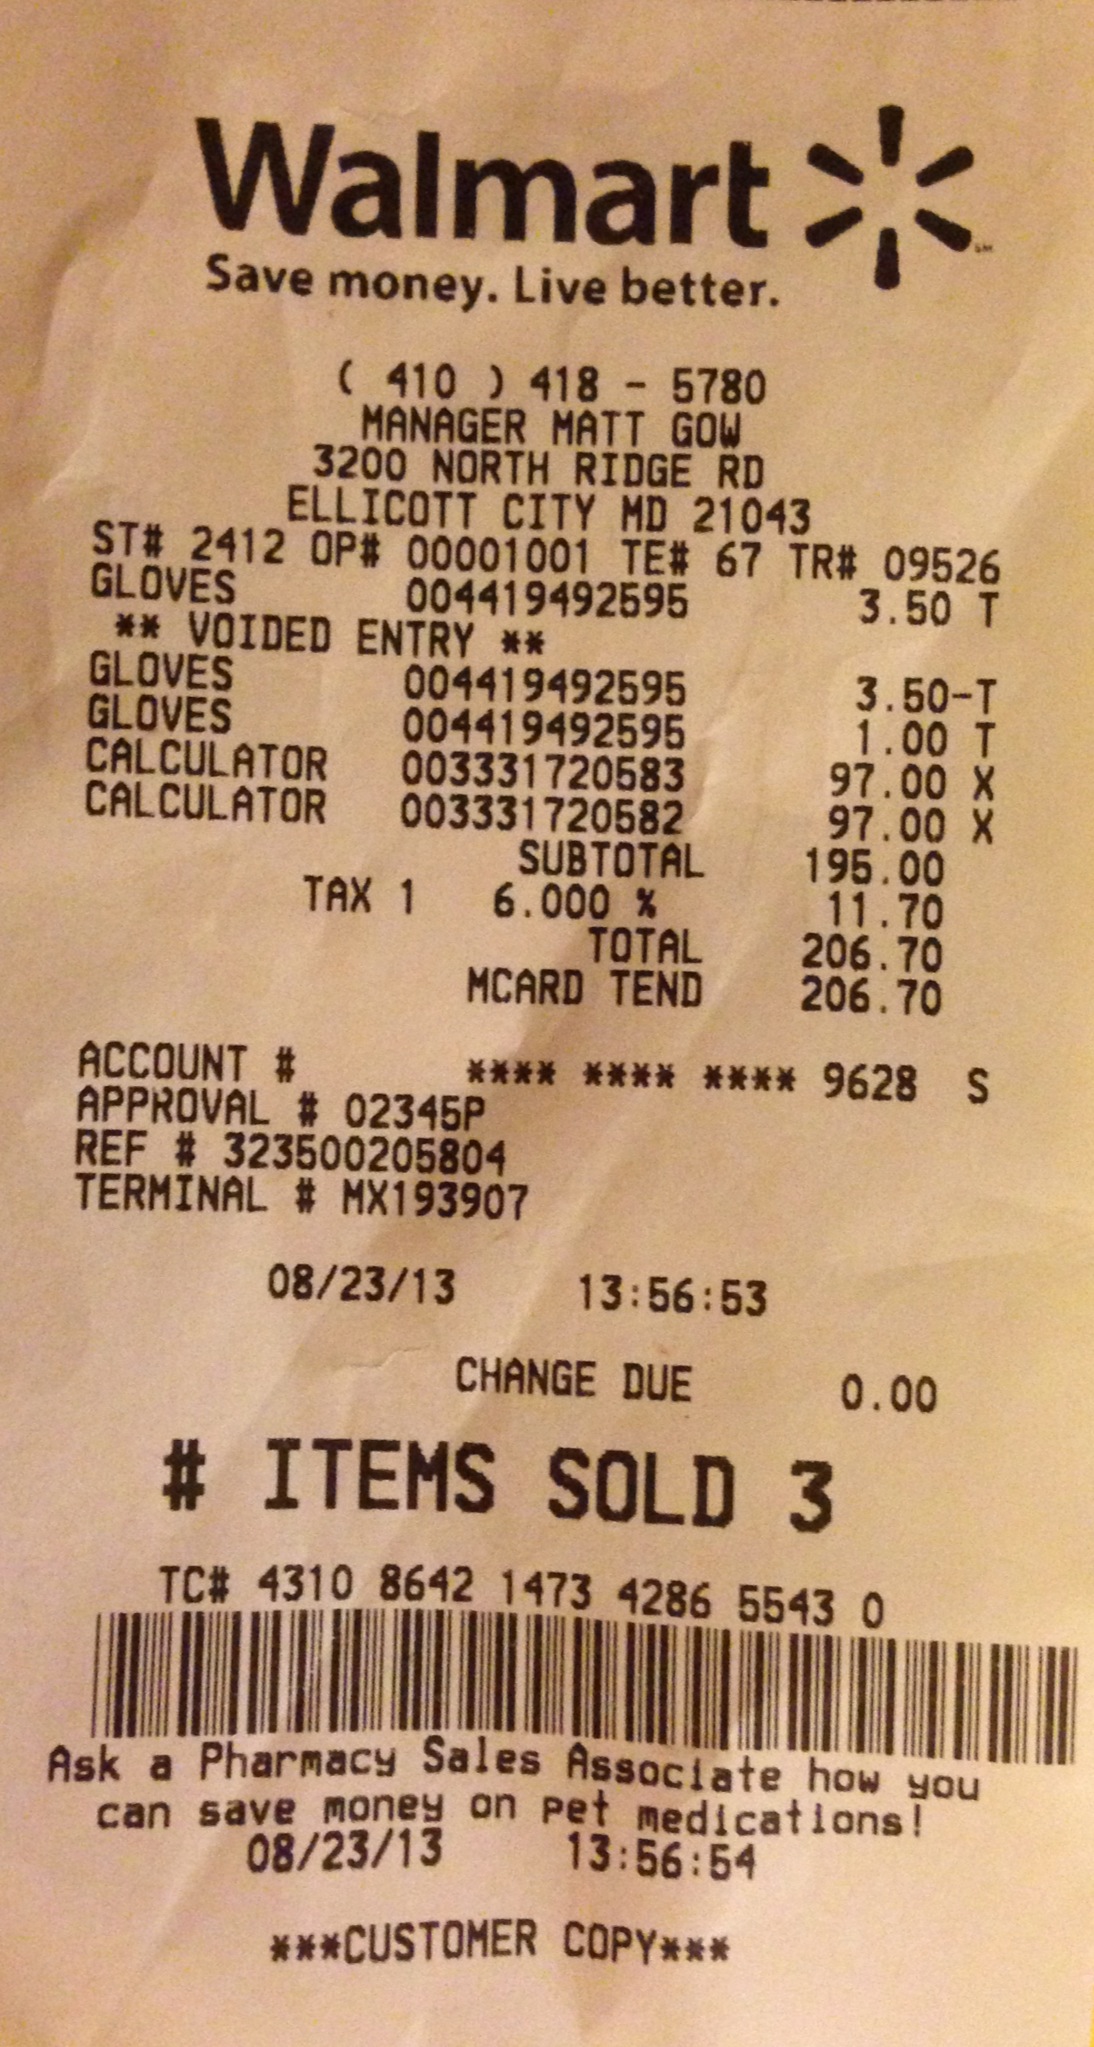 Walmart
Save money. Live better.
( 410 ) 418 - 5780
MANAGER MATT GOW
3200 NORTH RIDGE RD
ELLICOTT CITY MD 21043
ST# 2412 OP# 00001001 TE# 67 TR# 09526
GLOVES 004419492595 3.50 T
** VOIDED ENTRY **
GLOVES 004419492595 3.50-T
GLOVES 004419492595 1.00 T
CALCULATOR 003331720583 97.00 X
CALCULATOR 003331720582 97.00 X
SUBTOTAL 195.00
TAX 1 6.000 % 11.70
TOTAL 206.70
MCARD TEND 206.70
ACCOUNT # **** **** **** 9628 S
APPROVAL # 02345P
REF # 323500205804
TERMINAL # MX193907
08/23/13 13:56:53
CHANGE DUE 0.00
# ITEMS SOLD 3
TC# 4310 8642 1473 4286 5543 0
Ask a Pharmacy Sales Associate how you
can save money on pet medications!
08/23/13 13:56:54
***CUSTOMER COPY***